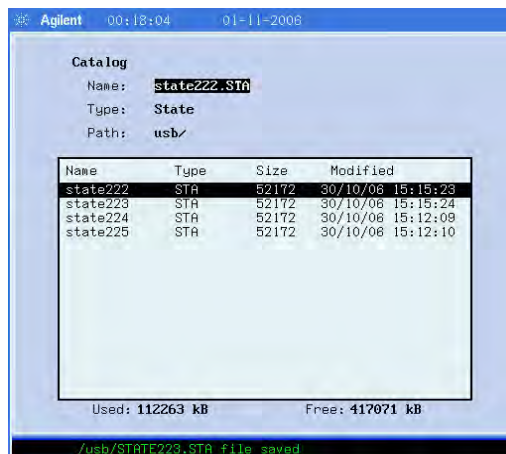 Agilent 00:18:04 01-11-2006
Catalog
Name: state222.STA
Type: State
Path: usb/
Name Type Size Modified
state222 STA 52172 30/10/06 15:15:23
state223 STA 52172 30/10/06 15:15:24
state224 STA 52172 30/10/06 15:12:09
state225 STA 52172 30/10/06 15:12:10
Used: 112263 kB Free: 417071 kB
/usb/STATE223.STA file saved